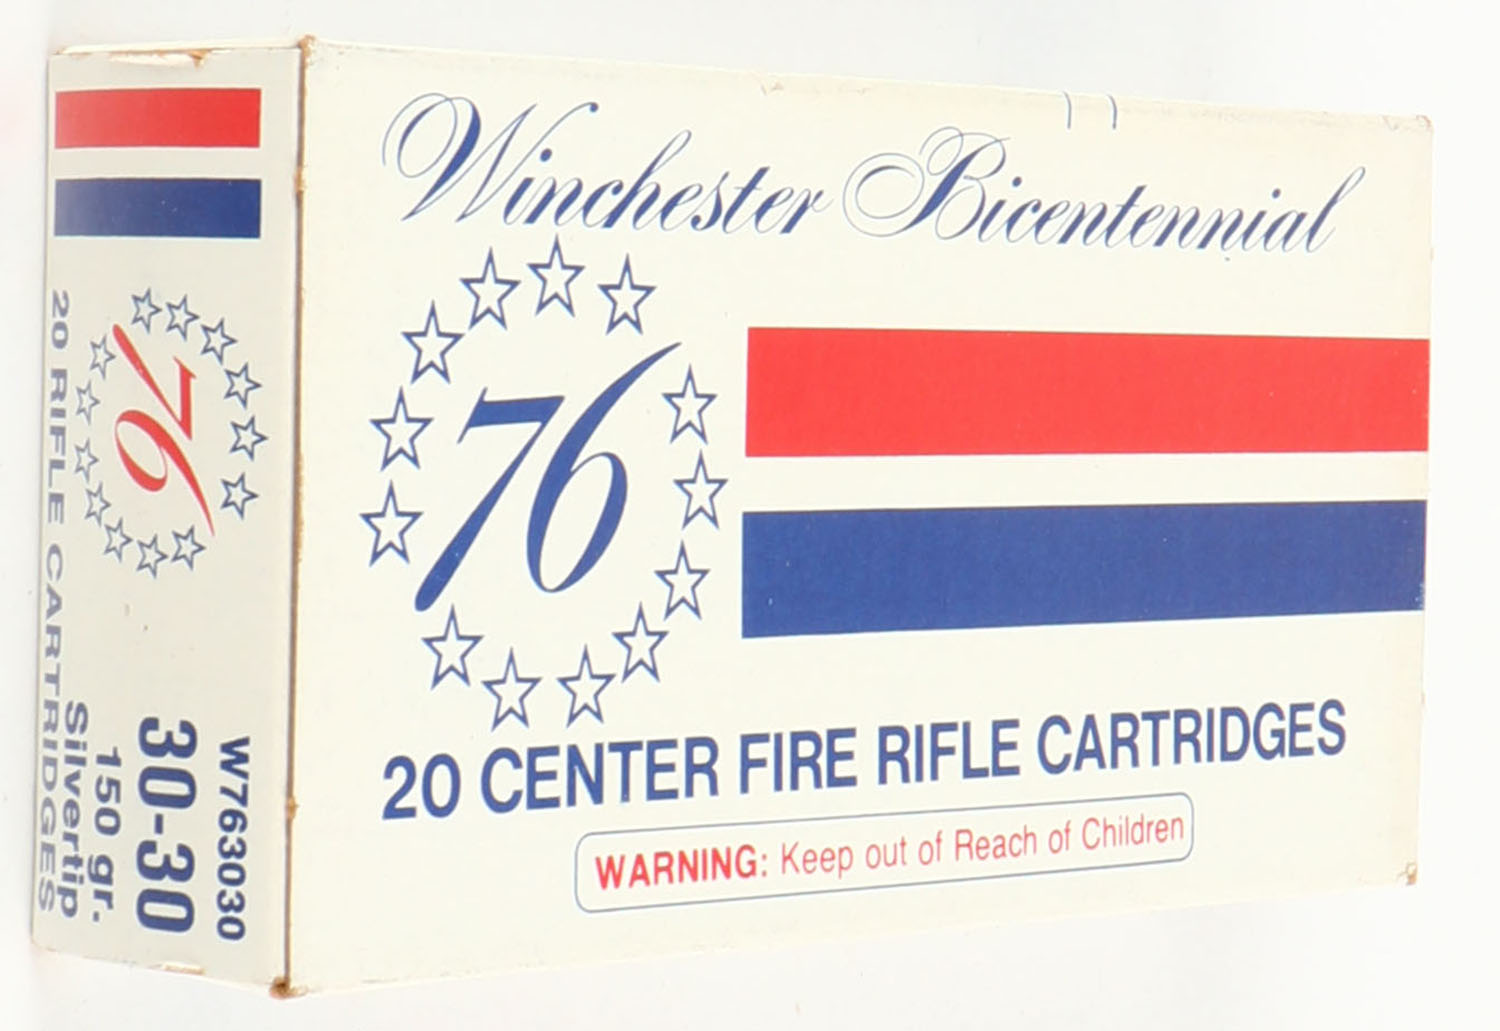 Winchester Bicentennial
76
20 CENTER FIRE RIFLE CARTRIDGES
WARNING: Keep out of Reach of Children
76
W763030
30-30
150 gr.
Silvertip
20 RIFLE CARTRIDGES